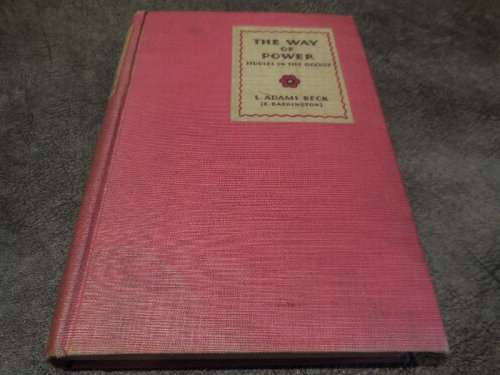 THE WAY
OF
POWER
STUDIES IN THE OCCULT
L. ADAMS BECK
[E. BARRINGTON]